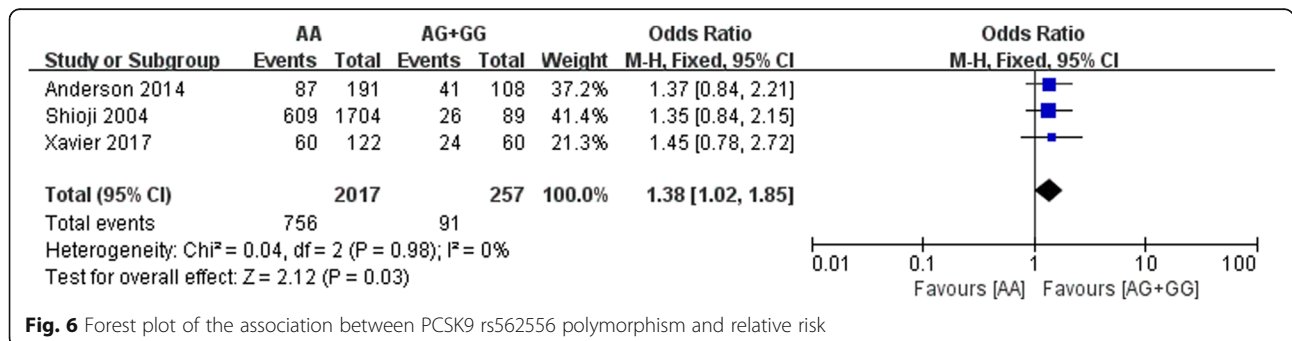 AA AG+GG Odds Ratio Odds Ratio
Study or Subgroup Events Total Events Total Weight M-H, Fixed, 95% CI M-H, Fixed, 95% CI
Anderson 2014 87 191 41 108 37.2% 1.37 [0.84, 2.21]
Shioji 2004 609 1704 26 89 41.4% 1.35 [0.84, 2.15]
Xavier 2017 60 122 24 60 21.3% 1.45 [0.78, 2.72]
Total (95% CI) 2017 257 100.0% 1.38 [1.02, 1.85]
Total events 756 91
Heterogeneity: Chi² = 0.04, df = 2 (P = 0.98); I² = 0%
Test for overall effect: Z = 2.12 (P = 0.03)
0.01 0.1 1 10 100
Favours [AA] Favours [AG+GG]
Fig. 6 Forest plot of the association between PCSK9 rs562556 polymorphism and relative risk